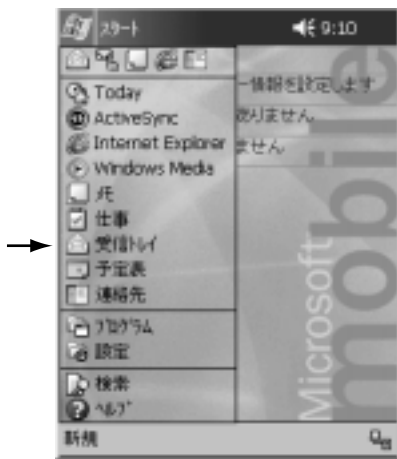 スタート 9:10
Today
ActiveSync
Internet Explorer
Windows Media
メモ
仕事
受信トレイ
予定表
連絡先
プログラム
設定
検索
ヘルプ
ー情報を設定します
ありません
ません
Microsoft
mobile
新規